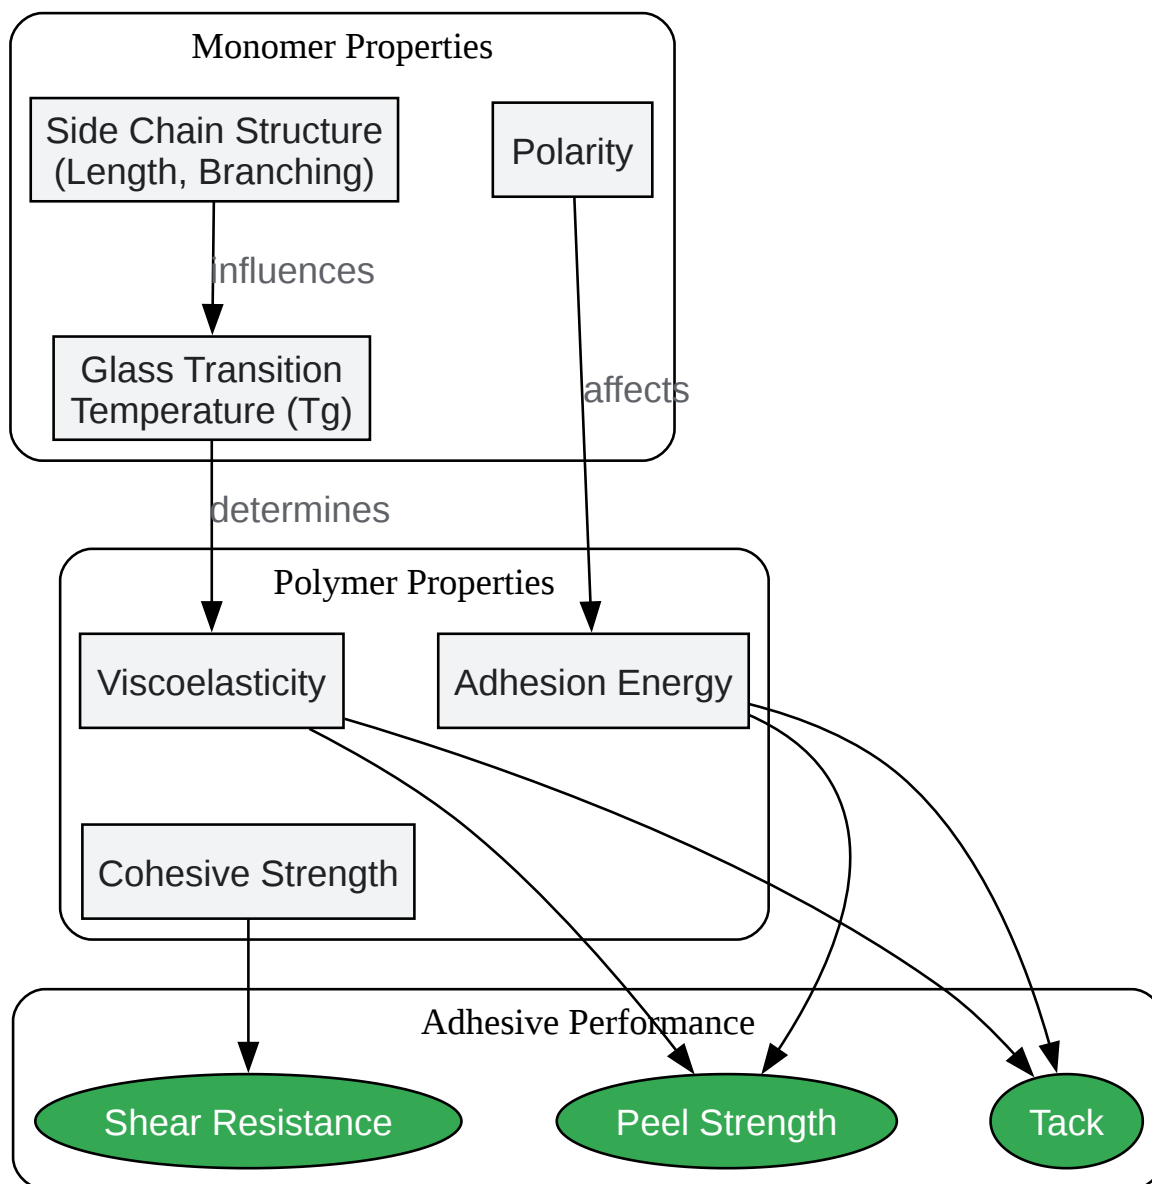 Monomer Properties
Side Chain Structure
(Length, Branching)
Polarity
influences
Glass Transition
Temperature (Tg)
affects
determines
Polymer Properties
Viscoelasticity
Adhesion Energy
Cohesive Strength
Adhesive Performance
Shear Resistance
Peel Strength
Tack